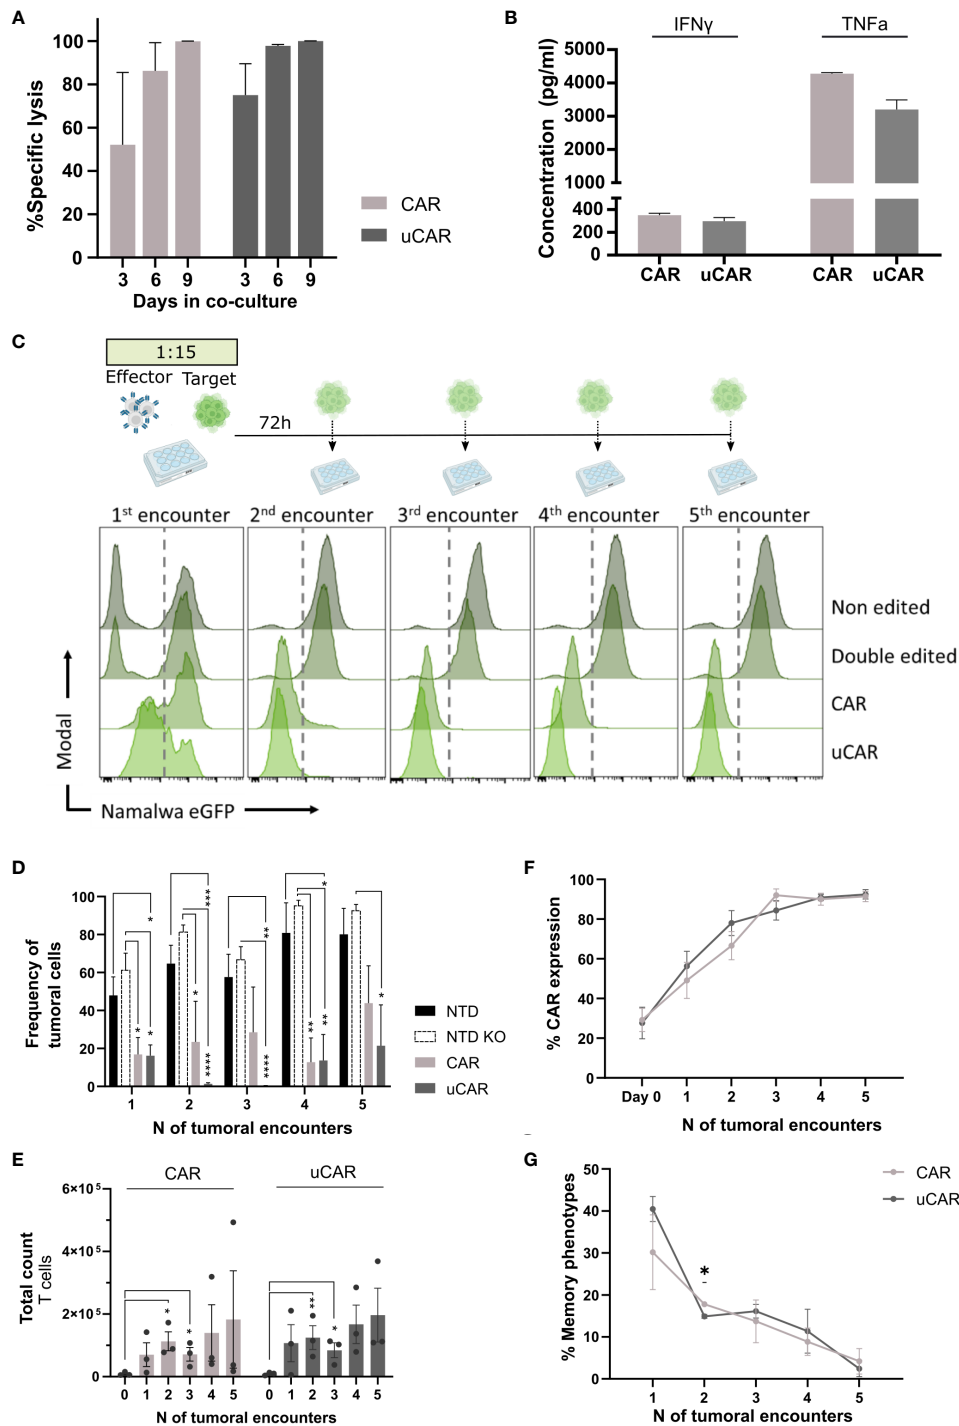 A
%Specific lysis
100
80
60
40
20
0
3 6 9 3 6 9
Days in co-culture
CAR
uCAR
B
IFNγ TNFa
Concentration (pg/ml)
5000
4000
3000
2000
1000
400
200
0
CAR uCAR CAR uCAR
C
1:15
Effector Target
72h
1st encounter 2nd encounter 3rd encounter 4th encounter 5th encounter
Non edited
Double edited
CAR
uCAR
Modal
Namalwa eGFP
D
Frequency of
tumoral cells
100
80
60
40
20
0
* * * * *** **** ** **** * ** ** *
1 2 3 4 5
N of tumoral encounters
NTD
NTD KO
CAR
uCAR
E
CAR uCAR
Total count
T cells
6×10^5
4×10^5
2×10^5
0
* * ** *
0 1 2 3 4 5 0 1 2 3 4 5
N of tumoral encounters
F
% CAR expression
100
80
60
40
20
0
Day 0 1 2 3 4 5
N of tumoral encounters
G
% Memory phenotypes
50
40
30
20
10
0
*
1 2 3 4 5
N of tumoral encounters
CAR
uCAR